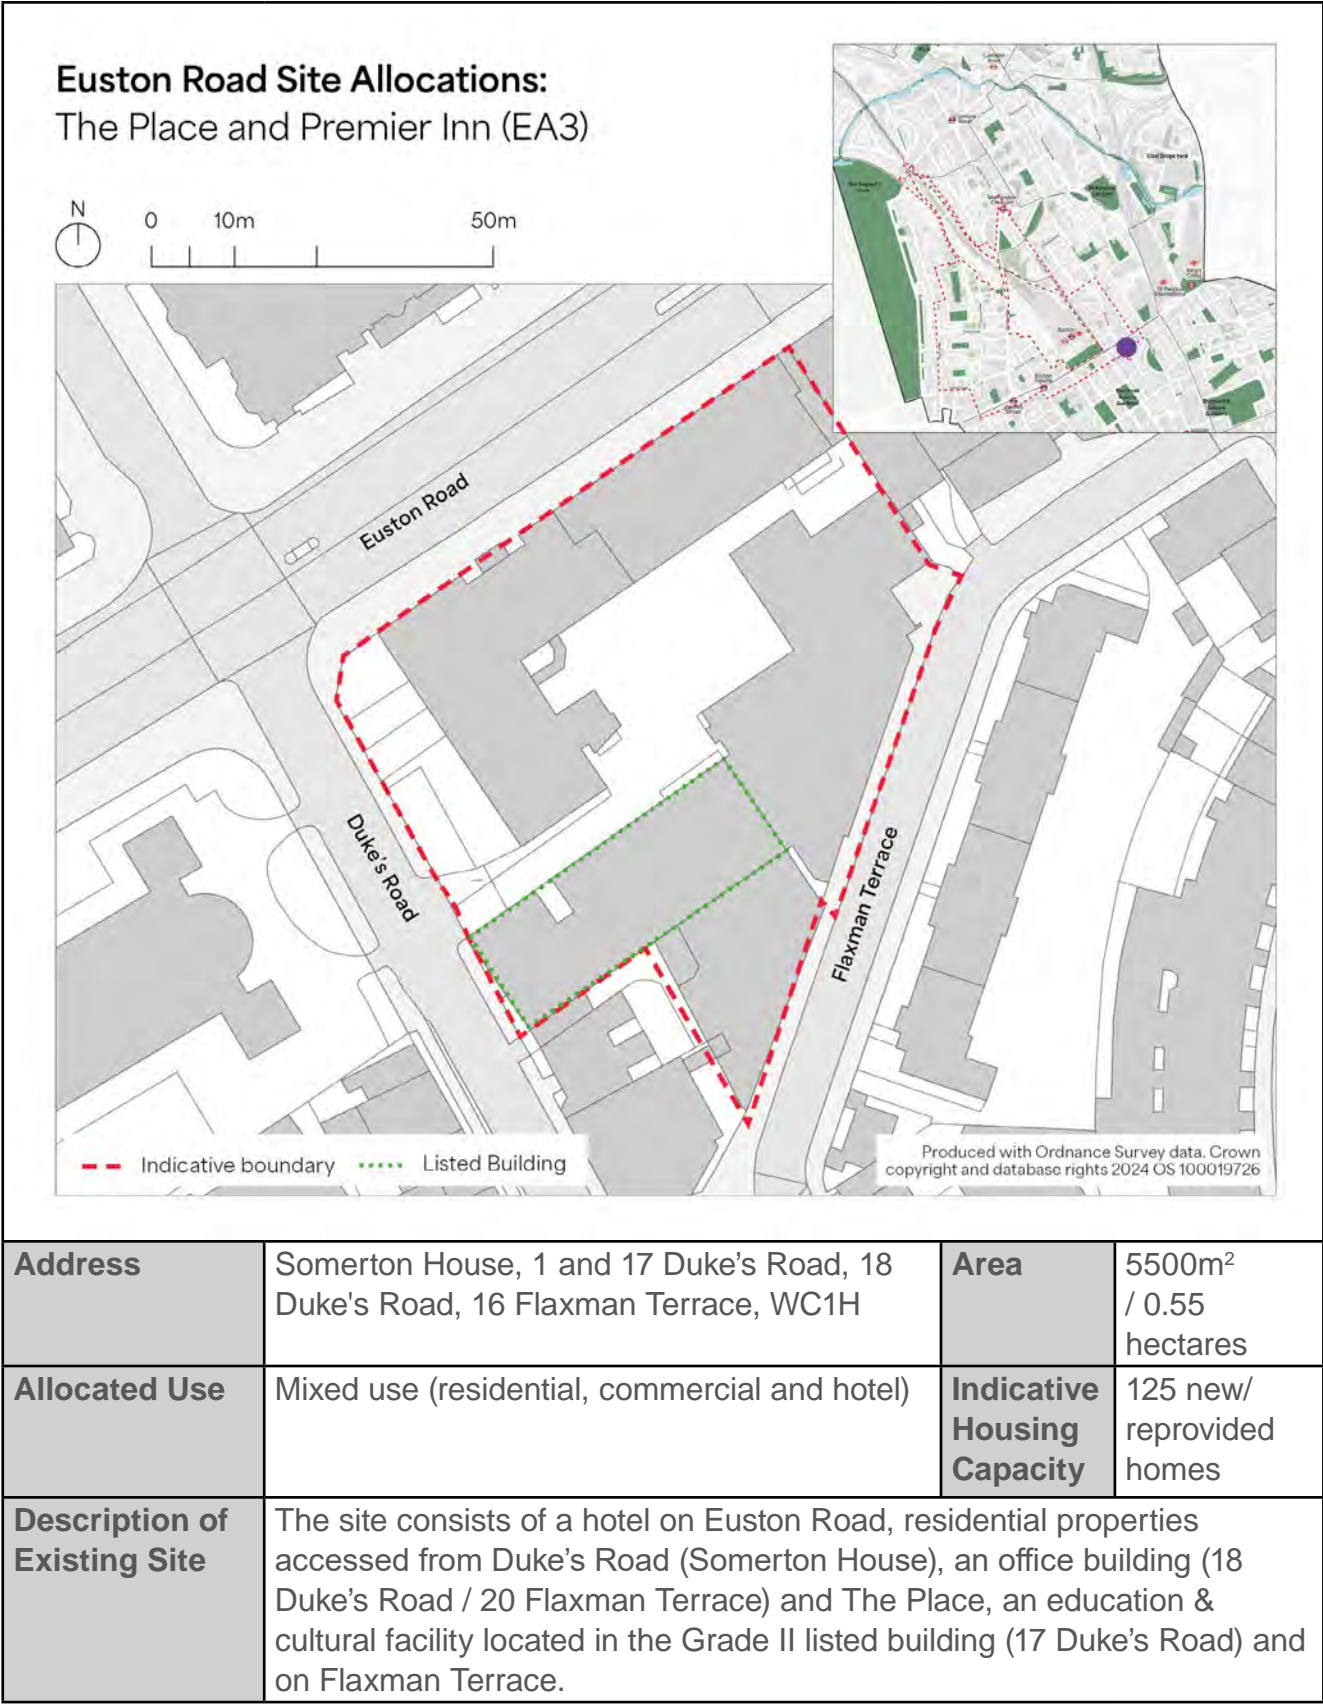 Euston Road Site Allocations:
The Place and Premier Inn (EA3)
N
0 10m 50m
Euston Road
Duke's Road
Flaxman Terrace
Indicative boundary
Listed Building
Produced with Ordnance Survey data. Crown
copyright and database rights 2024 OS 100019726
Address
Somerton House, 1 and 17 Duke’s Road, 18
Duke's Road, 16 Flaxman Terrace, WC1H
Area
5500m²
/ 0.55
hectares
Allocated Use
Mixed use (residential, commercial and hotel)
Indicative
Housing
Capacity
125 new/
reprovided
homes
Description of
Existing Site
The site consists of a hotel on Euston Road, residential properties
accessed from Duke’s Road (Somerton House), an office building (18
Duke’s Road / 20 Flaxman Terrace) and The Place, an education &
cultural facility located in the Grade II listed building (17 Duke’s Road) and
on Flaxman Terrace.